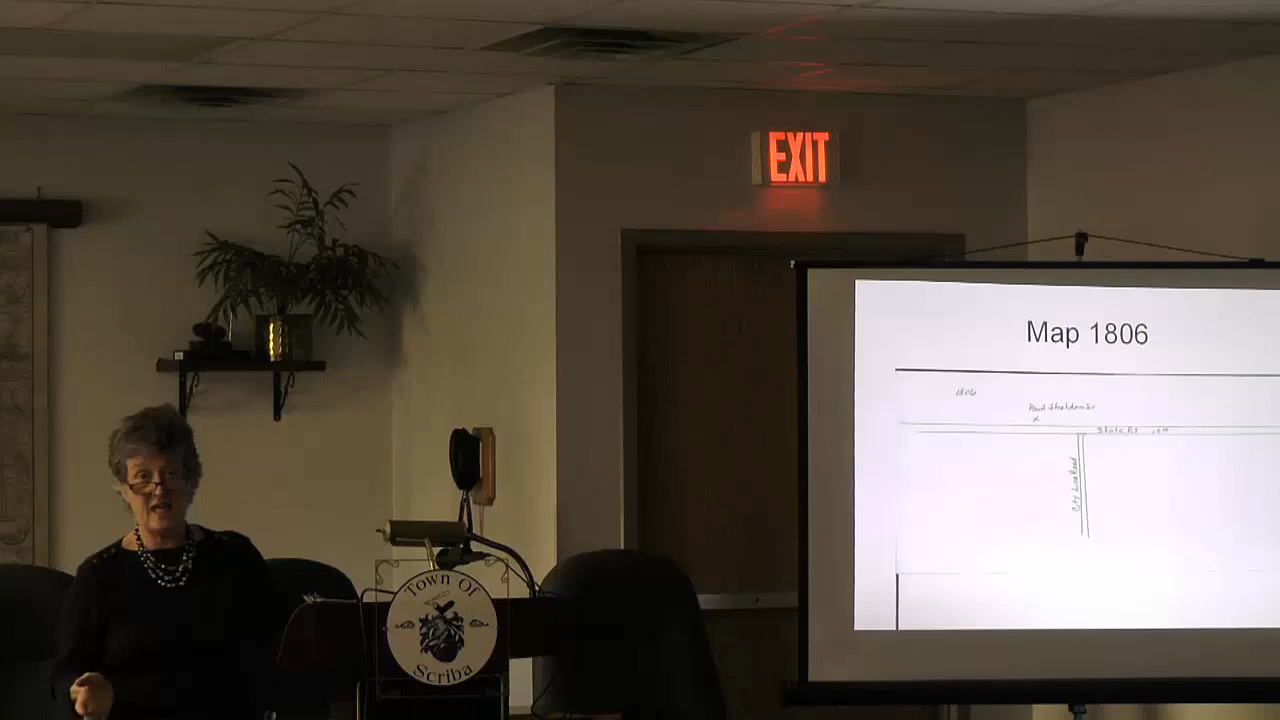 EXIT
Map 1806
1806
Paul Sheldon Sr
x
State Rt 104
City Line Road
Town Of
Scriba